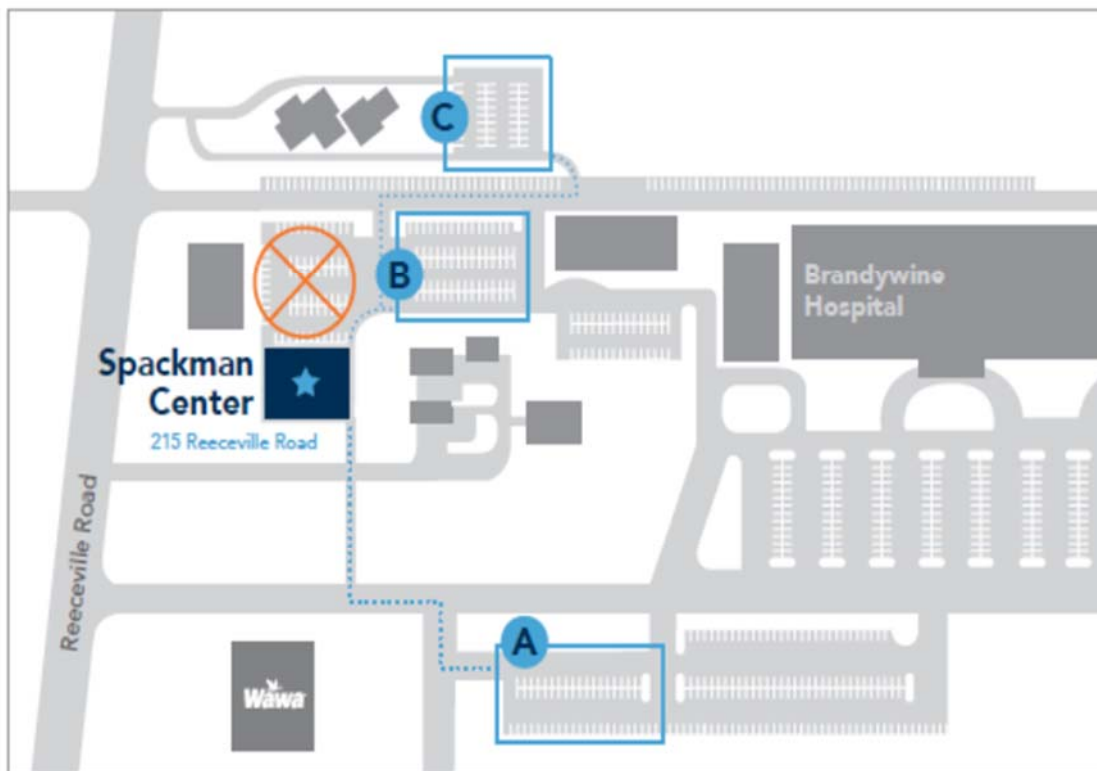 C
B
Brandywine
Hospital
Spackman
Center
215 Reeceville Road
Reeceville Road
A
Wawa